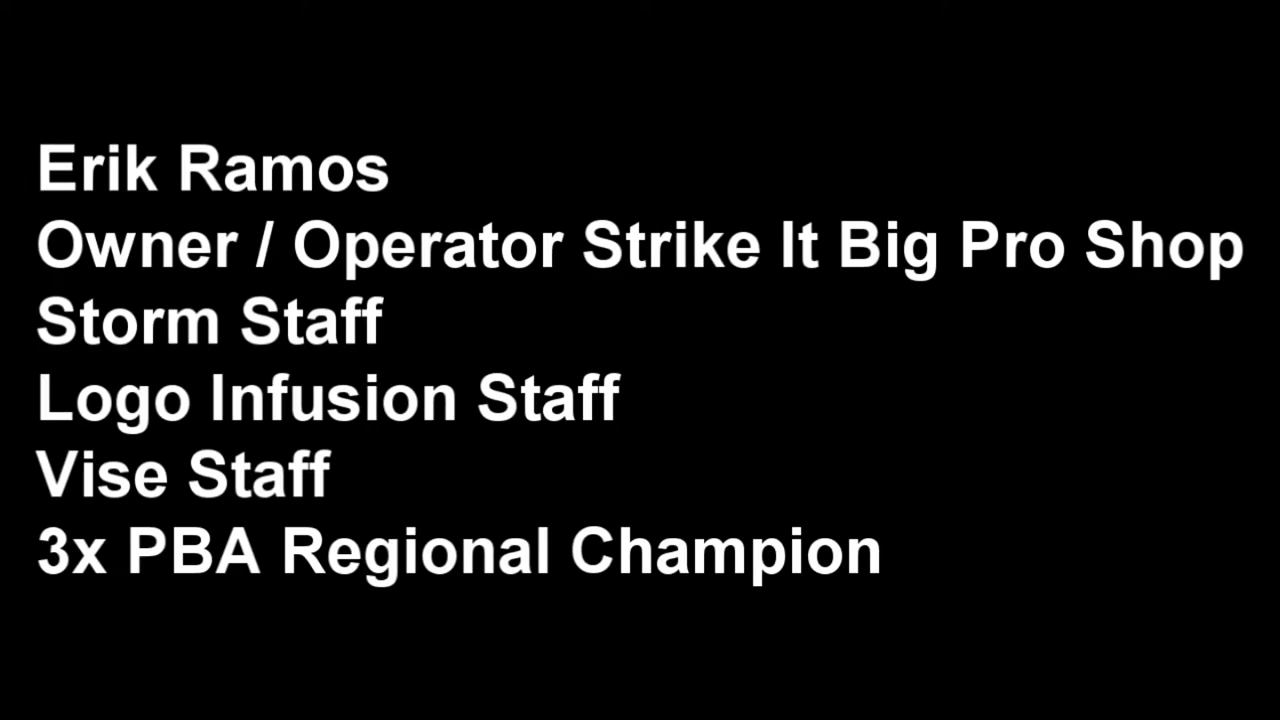 Erik Ramos
Owner / Operator Strike It Big Pro Shop
Storm Staff
Logo Infusion Staff
Vise Staff
3x PBA Regional Champion